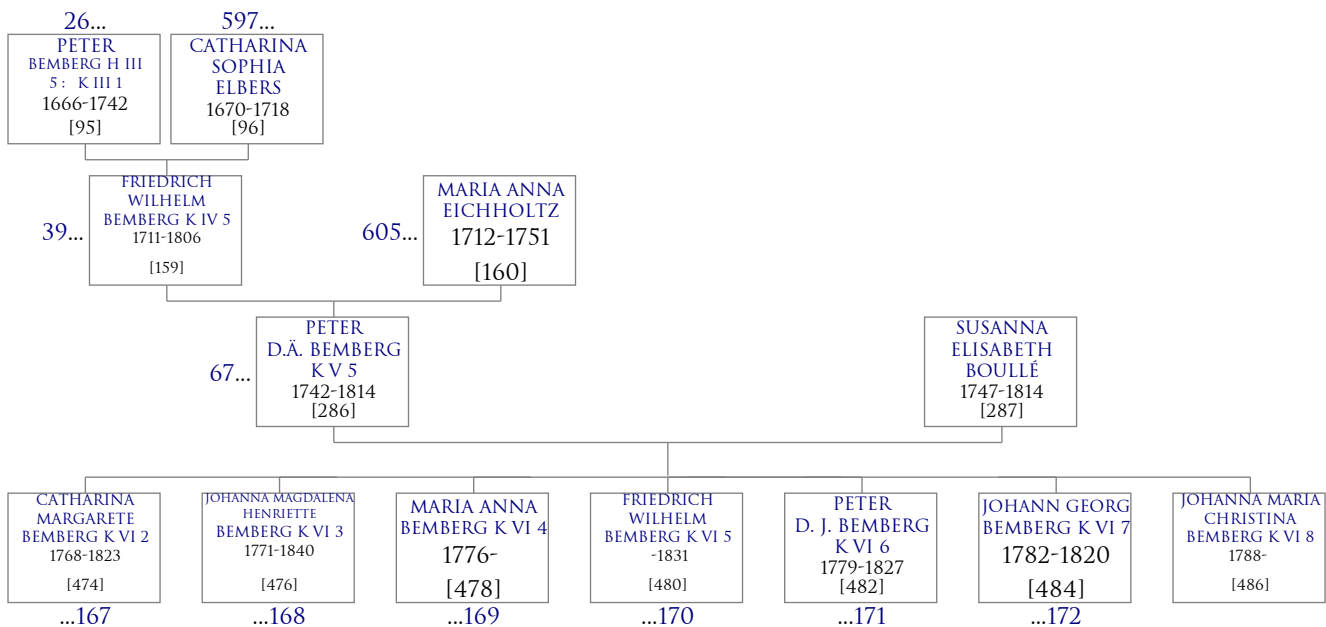 26...
597...
PETER
BEMBERG H III
5 : K III 1
1666-1742
[95]
CATHARINA
SOPHIA
ELBERS
1670-1718
[96]
39...
FRIEDRICH
WILHELM
BEMBERG K IV 5
1711-1806
[159]
605...
MARIA ANNA
EICHHOLTZ
1712-1751
[160]
67...
PETER
D.Ä. BEMBERG
K V 5
1742-1814
[286]
SUSANNA
ELISABETH
BOULLÉ
1747-1814
[287]
CATHARINA
MARGARETE
BEMBERG K VI 2
1768-1823
[474]
...167
JOHANNA MAGDALENA
HENRIETTE
BEMBERG K VI 3
1771-1840
[476]
...168
MARIA ANNA
BEMBERG K VI 4
1776-
[478]
...169
FRIEDRICH
WILHELM
BEMBERG K VI 5
-1831
[480]
...170
PETER
D. J. BEMBERG
K VI 6
1779-1827
[482]
...171
JOHANN GEORG
BEMBERG K VI 7
1782-1820
[484]
...172
JOHANNA MARIA
CHRISTINA
BEMBERG K VI 8
1788-
[486]